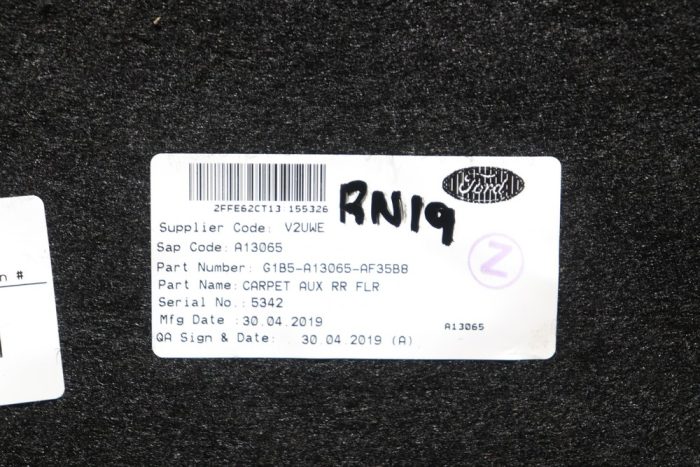 2FFE62CT13 155326
RN19
Ford
Supplier Code: V2UWE
Sap Code: A13065
Part Number: G1B5-A13065-AF35B8
Part Name: CARPET AUX RR FLR
Serial No.: 5342
Mfg Date : 30.04.2019
A13065
QA Sign & Date: 30.04.2019 (A)
Z
n #